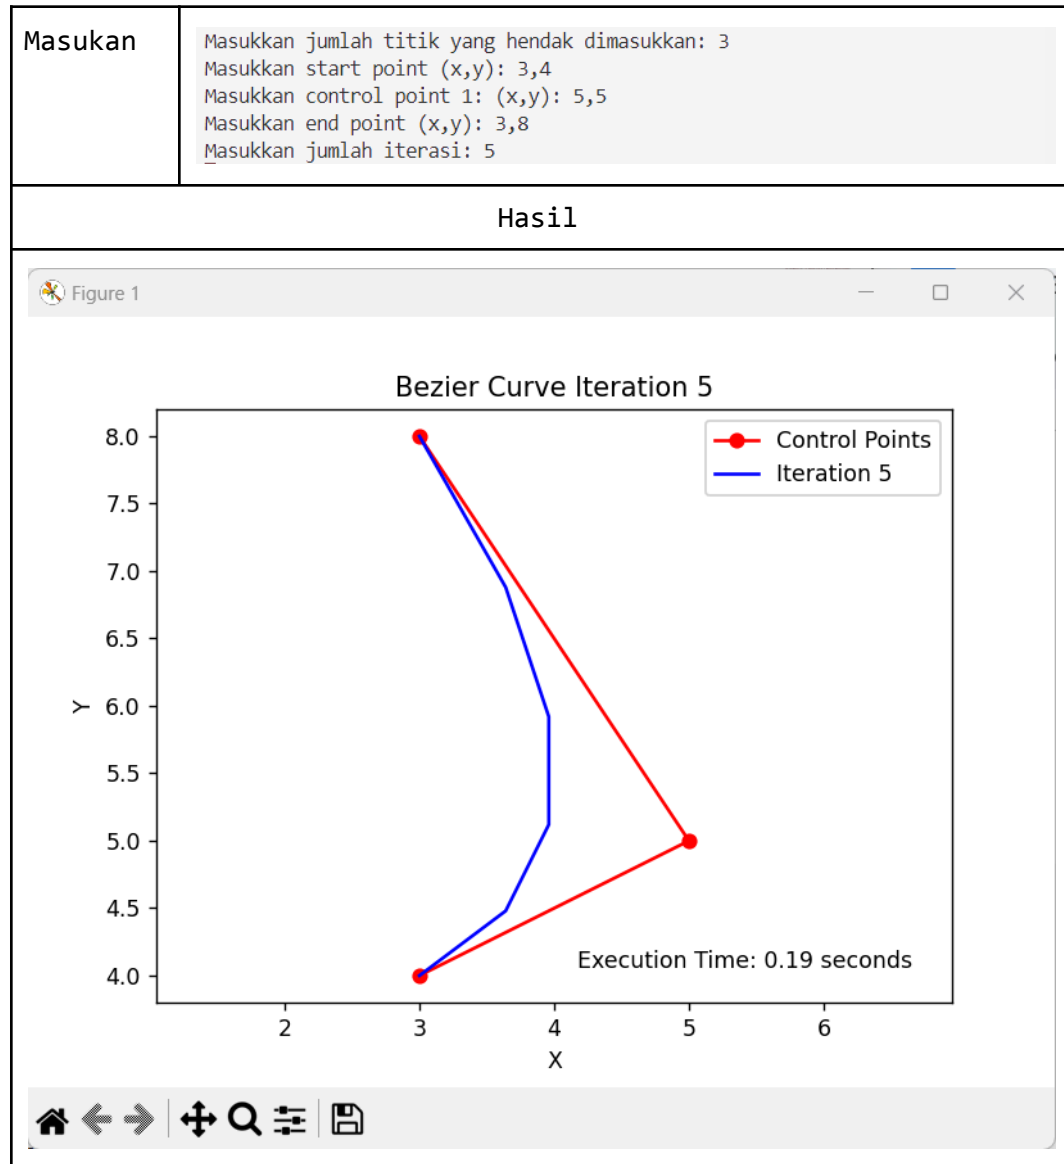 Masukan
Masukkan jumlah titik yang hendak dimasukkan: 3
Masukkan start point (x,y): 3,4
Masukkan control point 1: (x,y): 5,5
Masukkan end point (x,y): 3,8
Masukkan jumlah iterasi: 5
Hasil
Figure 1
Bezier Curve Iteration 5
Control Points
Iteration 5
8.0
7.5
7.0
6.5
6.0
5.5
5.0
4.5
4.0
Y
Execution Time: 0.19 seconds
2 3 4 5 6
X